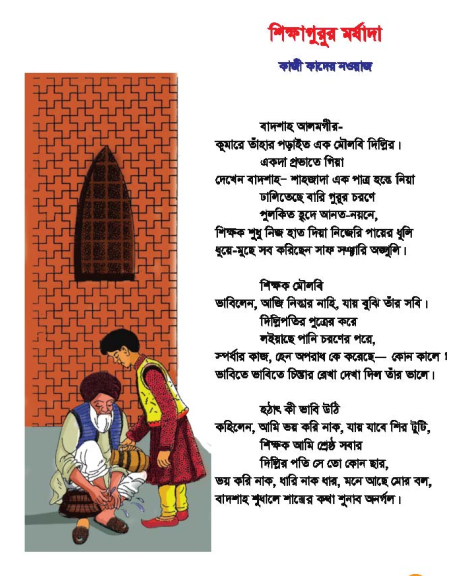 শিক্ষাগুরুর মর্যাদা
কাজী কাদের নওয়াজ
বাদশাহ আলমগীর-
কুমারে তাঁহার পড়াইত এক মৌলবি দিল্লির।
একদা প্রভাতে গিয়া
দেখেন বাদশাহ– শাহজাদা এক পাত্র হস্তে নিয়া
ঢালিতেছে বারি গুরুর চরণে
পুলকিত হৃদে আনত-নয়নে,
শিক্ষক শুধু নিজ হাত দিয়া নিজেরি পায়ের ধুলি
ধুয়ে-মুছে সব করিছেন সাফ সঞ্চারি অঙ্গুলি।
শিক্ষক মৌলবি
ভাবিলেন, আজি নিস্তার নাহি, যায় বুঝি তাঁর সবি।
দিল্লিপতির পুত্রের করে
লইয়াছে পানি চরণের পরে,
স্পর্ধার কাজ, হেন অপরাধ কে করেছে— কোন কালে!
ভাবিতে ভাবিতে চিন্তার রেখা দেখা দিল তাঁর ভালে।
হঠাৎ কী ভাবি উঠি
কহিলেন, আমি ভয় করি নাক, যায় যাবে শির টুটি,
শিক্ষক আমি শ্রেষ্ঠ সবার
দিল্লির পতি সে তো কোন ছার,
ভয় করি নাক, ধারি নাক ধার, মনে আছে মোর বল,
বাদশাহ শুধালে শাস্ত্রের কথা শুনাব অনর্গল।